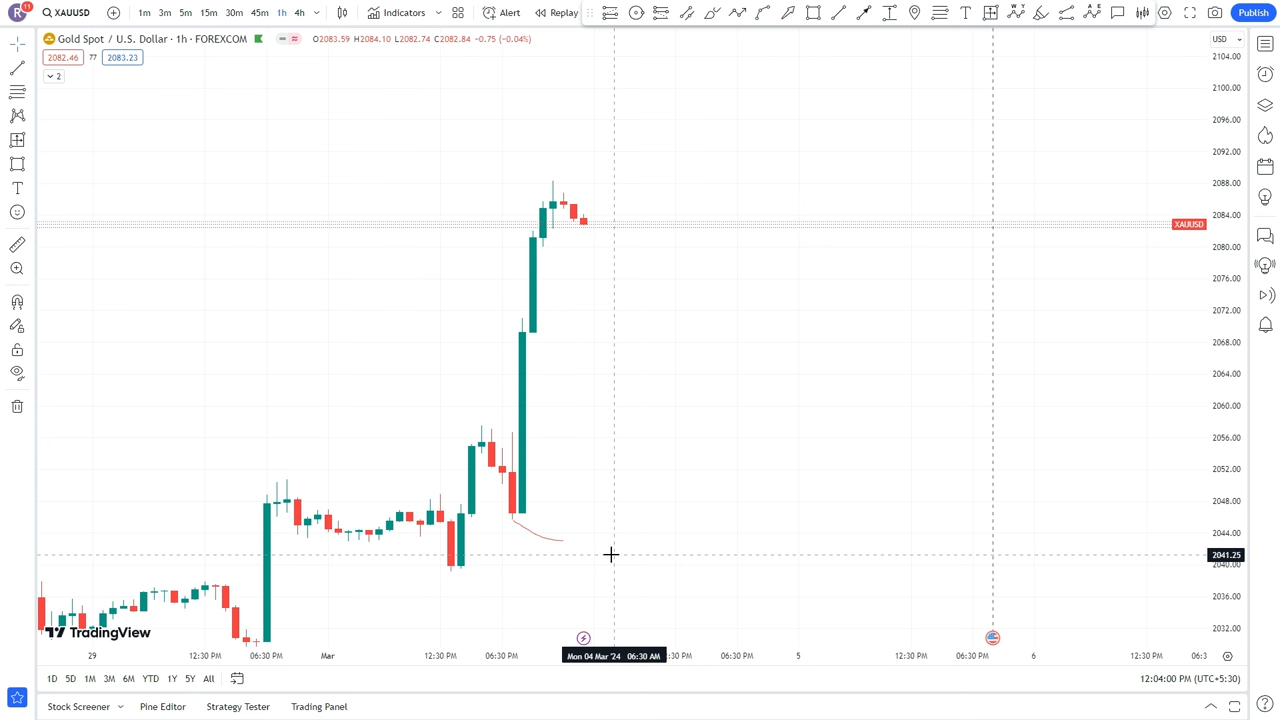 R 11 XAUUSD 1m 3m 5m 15m 30m 45m 1h 4h Indicators Alert Replay Publish
Gold Spot / U.S. Dollar · 1h · FOREXCOM O2083.59 H2084.10 L2082.74 C2082.84 -0.75 (-0.04%)
USD
2082.46 77 2083.23
2
2104.00
2100.00
2096.00
2092.00
2088.00
2084.00
XAUUSD
2080.00
2076.00
2072.00
2068.00
2064.00
2060.00
2056.00
2052.00
2048.00
2044.00
2041.25
2040.00
2036.00
2032.00
TradingView
29 12:30 PM 06:30 PM Mar 12:30 PM 06:30 PM Mon 04 Mar '24 06:30 AM :30 PM 06:30 PM 5 12:30 PM 06:30 PM 6 12:30 PM 06:3
1D 5D 1M 3M 6M YTD 1Y 5Y All 12:04:00 PM (UTC+5:30)
Stock Screener Pine Editor Strategy Tester Trading Panel